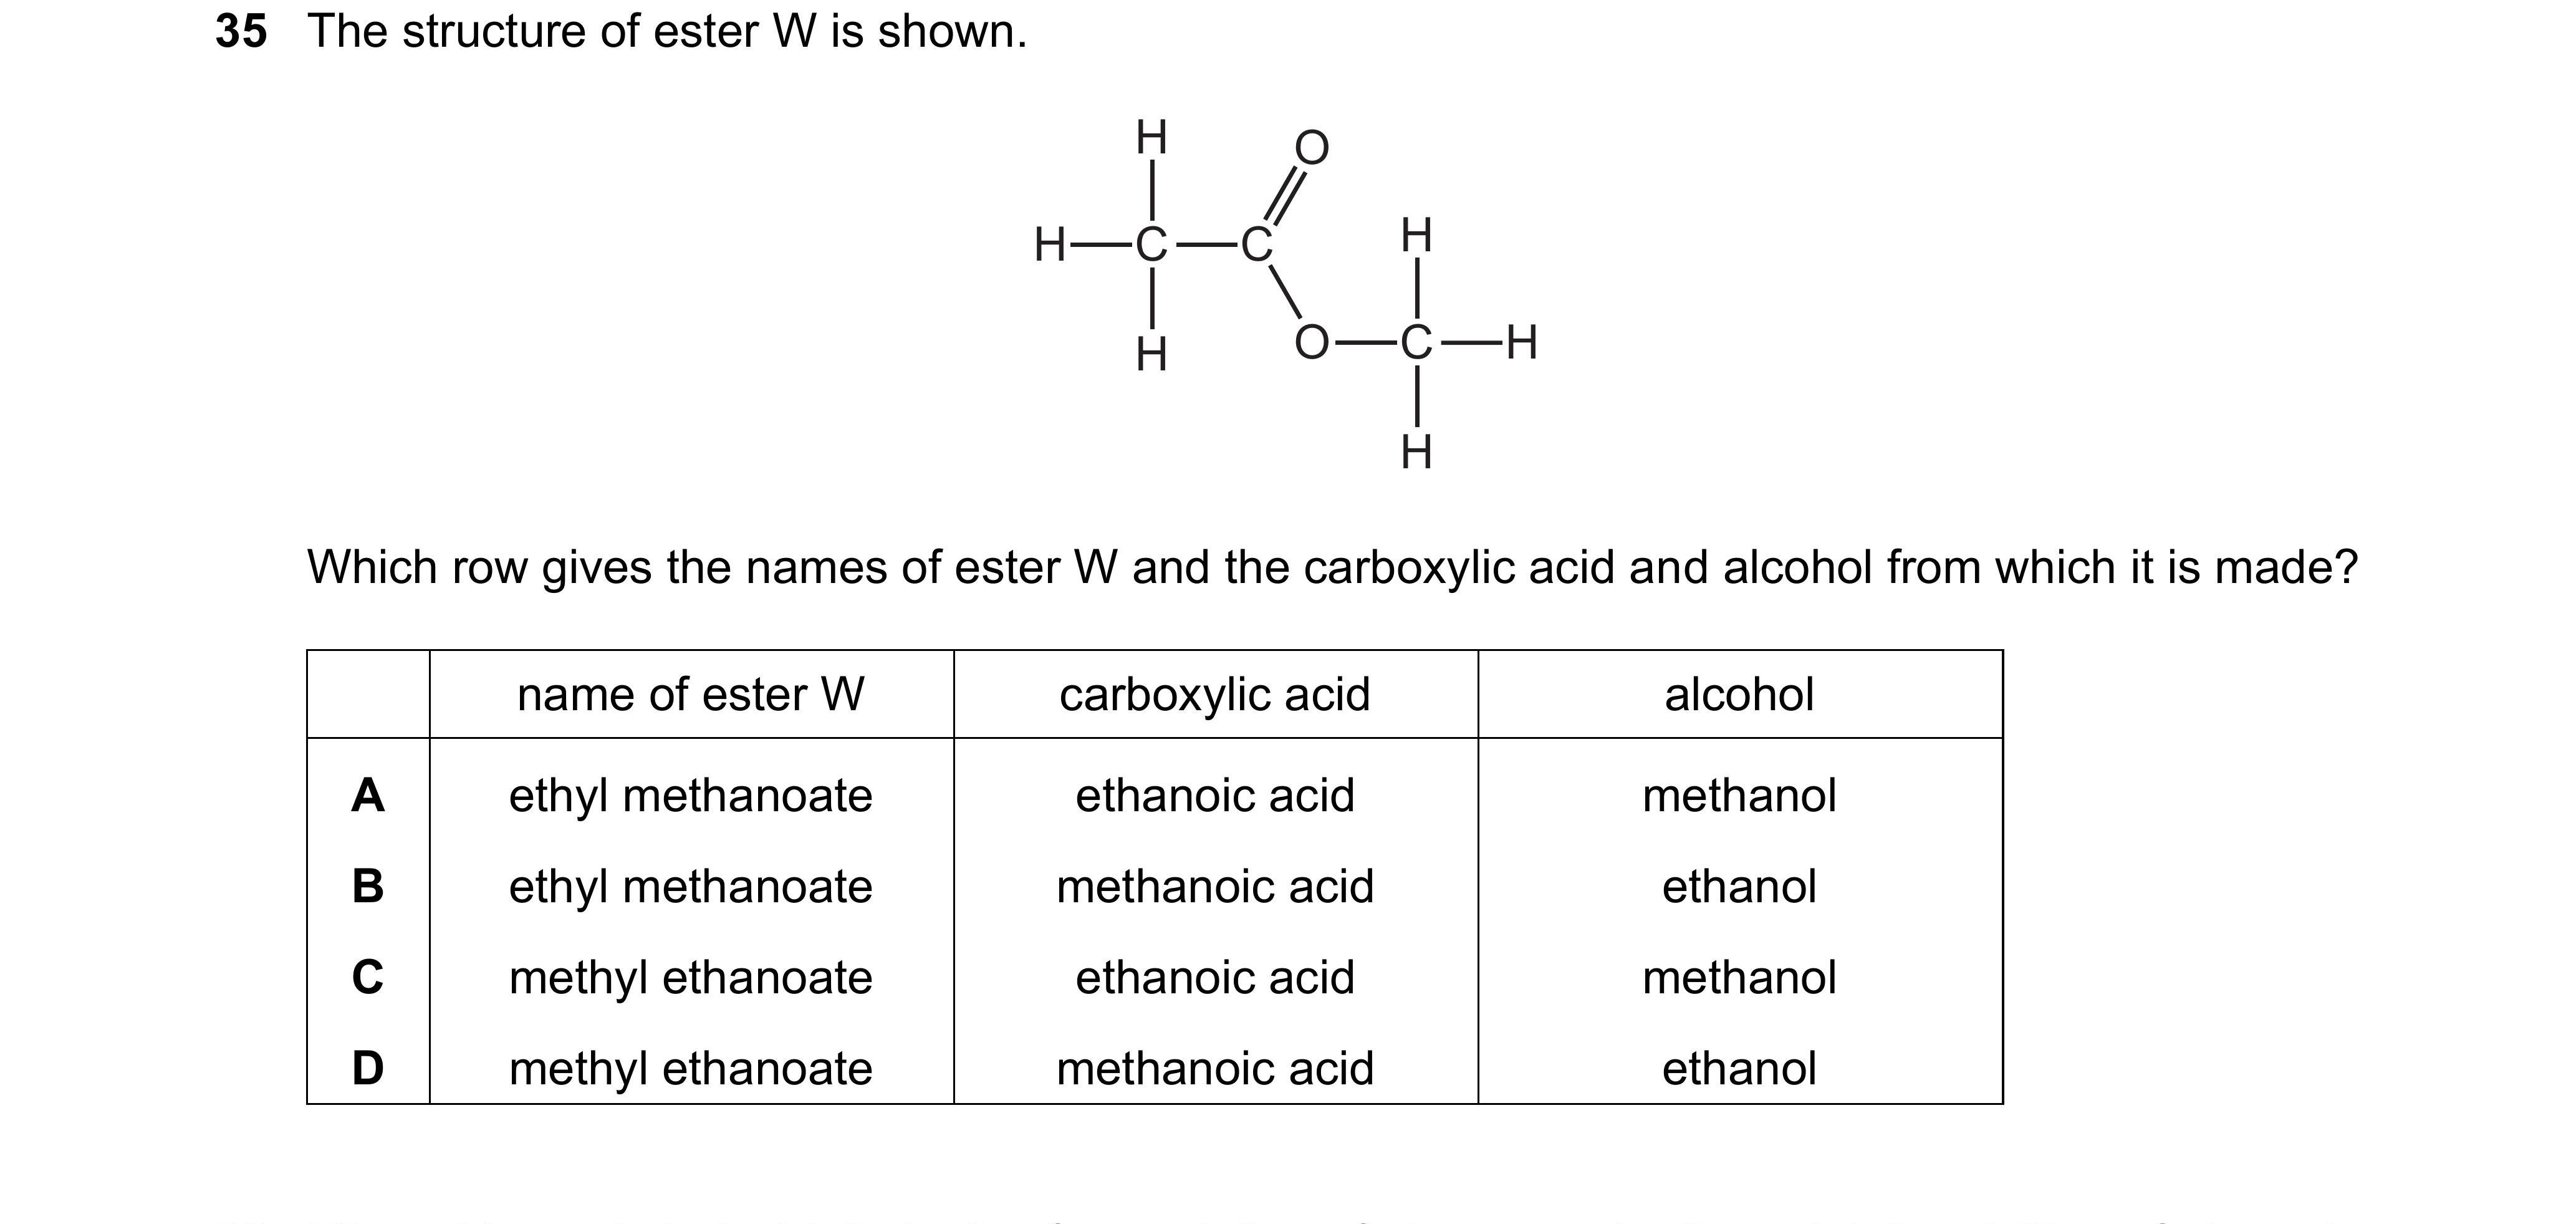 35 The structure of ester W is shown.
H O
H C C H
H O C H
H
Which row gives the names of ester W and the carboxylic acid and alcohol from which it is made?
name of ester W carboxylic acid alcohol
A ethyl methanoate ethanoic acid methanol
B ethyl methanoate methanoic acid ethanol
C methyl ethanoate ethanoic acid methanol
D methyl ethanoate methanoic acid ethanol